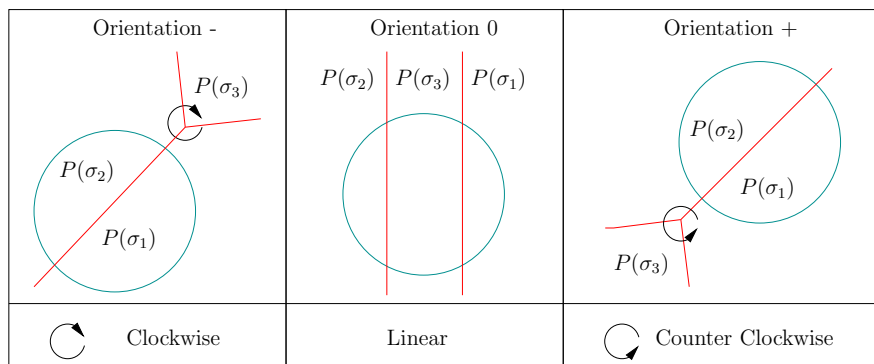 Orientation -
Orientation 0
Orientation +
P(σ₃)
P(σ₂)
P(σ₁)
P(σ₂)
P(σ₃)
P(σ₁)
P(σ₂)
P(σ₁)
P(σ₃)
Clockwise
Linear
Counter Clockwise